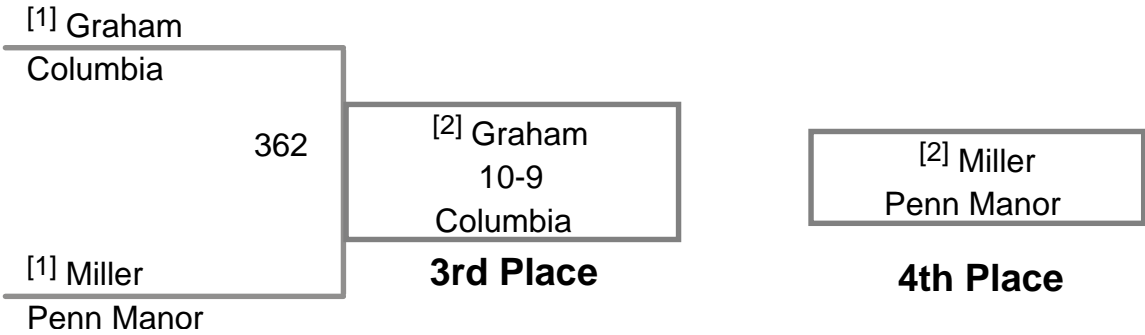 [1] Graham
Columbia
362
[1] Miller
Penn Manor
[2] Graham
10-9
Columbia
3rd Place
[2] Miller
Penn Manor
4th Place